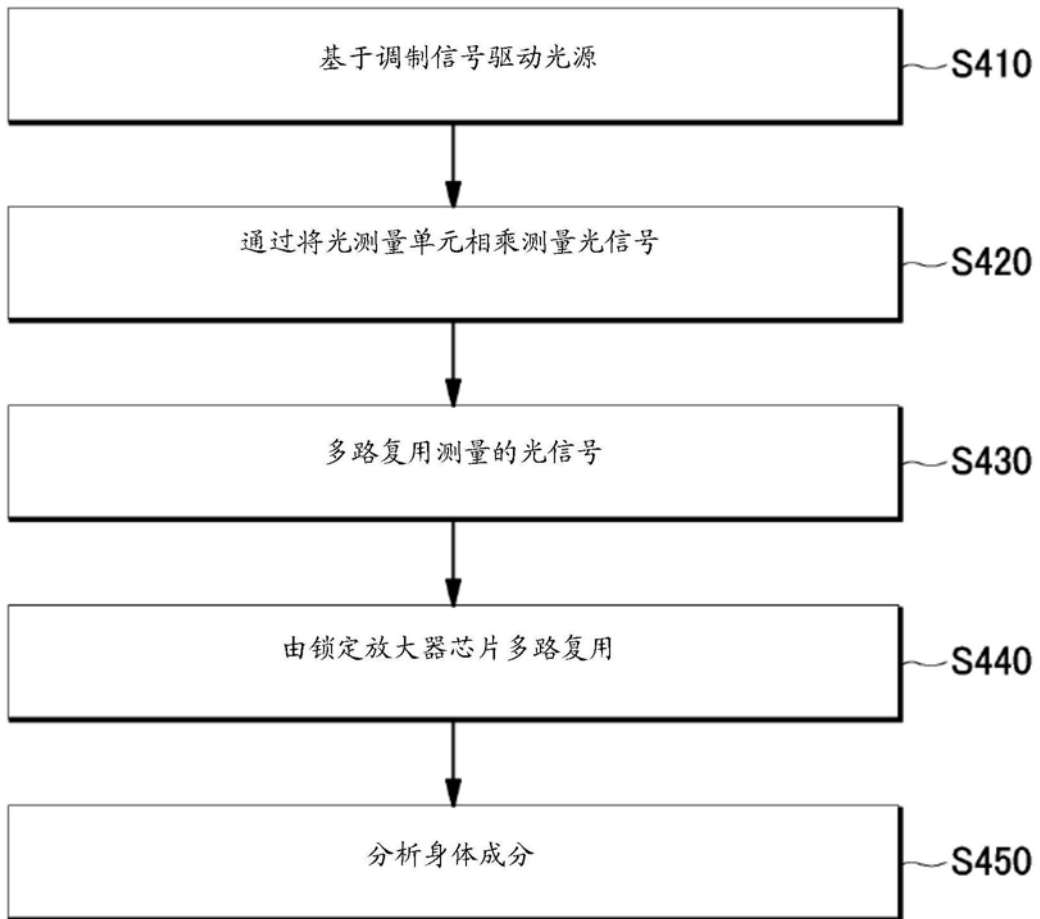 基于调制信号驱动光源
S410
通过将光测量单元相乘测量光信号
S420
多路复用测量的光信号
S430
由锁定放大器芯片多路复用
S440
分析身体成分
S450